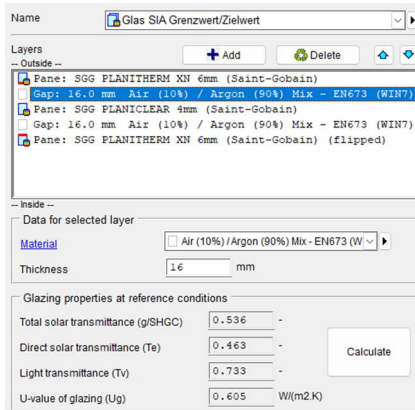 Name Glas SIA Grenzwert/Zielwert
Layers
-- Outside -- Add Delete
Pane: SGG PLANITHERM XN 6mm (Saint-Gobain)
Gap: 16.0 mm Air (10%) / Argon (90%) Mix - EN673 (WIN7)
Pane: SGG PLANICLEAR 4mm (Saint-Gobain)
Gap: 16.0 mm Air (10%) / Argon (90%) Mix - EN673 (WIN7)
Pane: SGG PLANITHERM XN 6mm (Saint-Gobain) (flipped)
-- Inside --
Data for selected layer
Material Air (10%) / Argon (90%) Mix - EN673 (W
Thickness 16 mm
Glazing properties at reference conditions
Total solar transmittance (g/SHGC) 0.536 -
Direct solar transmittance (Te) 0.463 -
Calculate
Light transmittance (Tv) 0.733 -
U-value of glazing (Ug) 0.605 W/(m2.K)